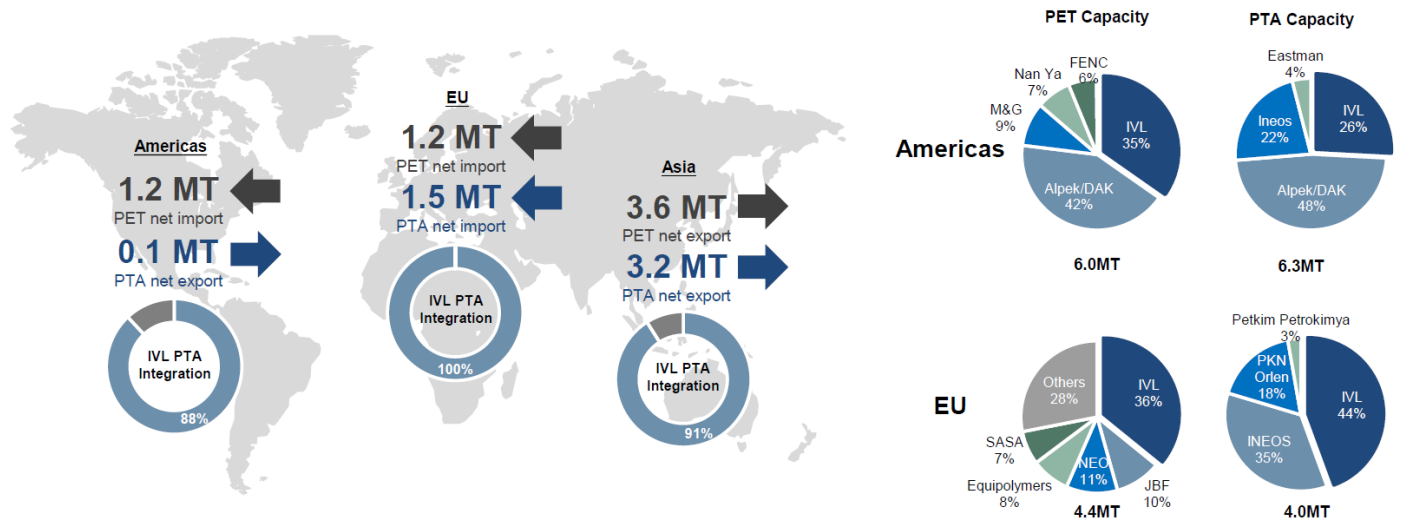 Americas
1.2 MT
PET net import
0.1 MT
PTA net export
IVL PTA
Integration
88%
EU
1.2 MT
PET net import
1.5 MT
PTA net import
IVL PTA
Integration
100%
Asia
3.6 MT
PET net export
3.2 MT
PTA net export
IVL PTA
Integration
91%
PET Capacity
PTA Capacity
Americas
FENC
6%
Nan Ya
7%
M&G
9%
IVL
35%
Alpek/DAK
42%
6.0MT
Eastman
4%
Ineos
22%
IVL
26%
Alpek/DAK
48%
6.3MT
EU
Others
28%
IVL
36%
SASA
7%
Equipolymers
8%
NEO
11%
JBF
10%
4.4MT
Petkim Petrokimya
3%
PKN
Orlen
18%
IVL
44%
INEOS
35%
4.0MT